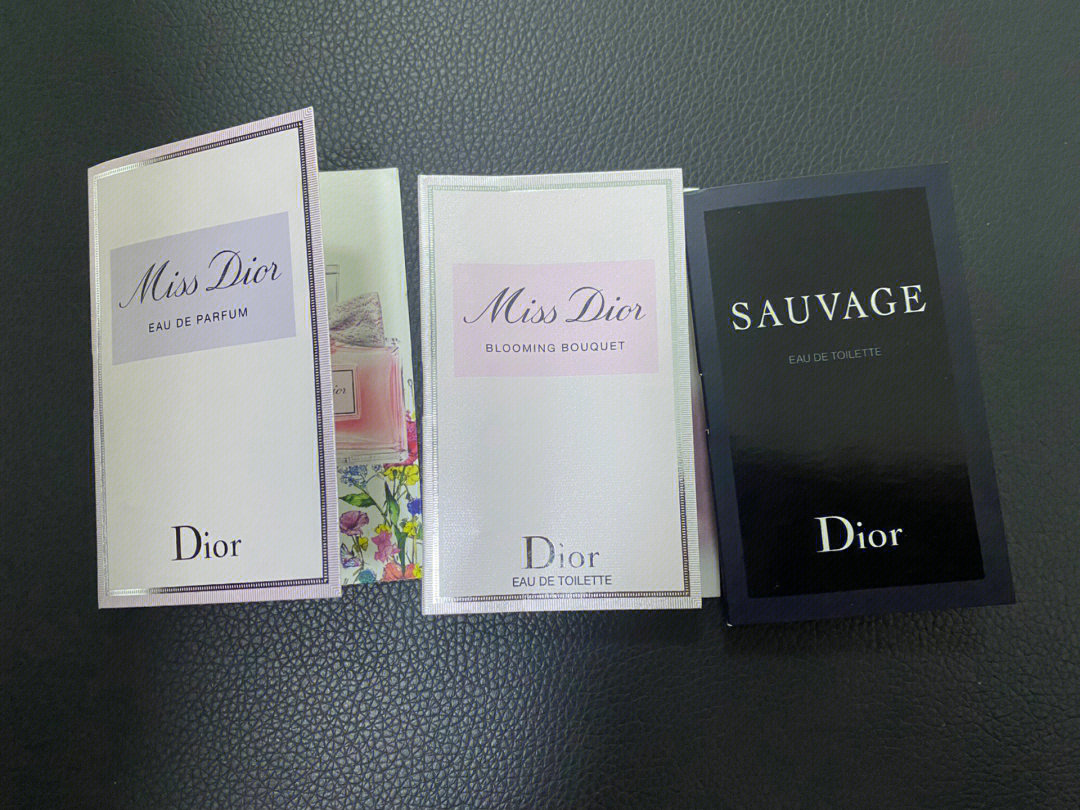 Miss Dior
EAU DE PARFUM
Dior
Miss Dior
BLOOMING BOUQUET
Dior
EAU DE TOILETTE
SAUVAGE
EAU DE TOILETTE
Dior